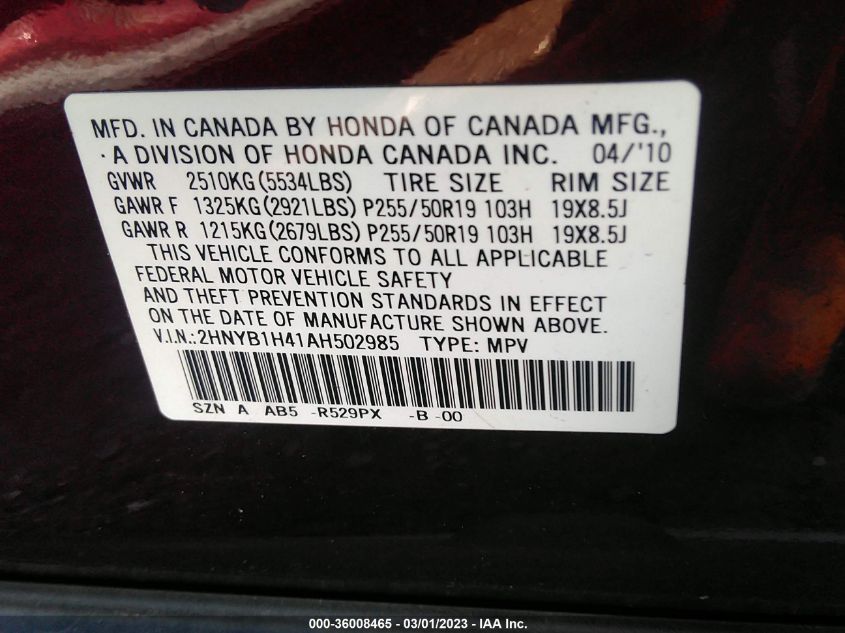 MFD. IN CANADA BY HONDA OF CANADA MFG.,
A DIVISION OF HONDA CANADA INC. 04/'10
GVWR 2510KG(5534LBS) TIRE SIZE RIM SIZE
GAWR F 1325KG(2921LBS) P255/50R19 103H 19X8.5J
GAWR R 1215KG(2679LBS) P255/50R19 103H 19X8.5J
THIS VEHICLE CONFORMS TO ALL APPLICABLE
FEDERAL MOTOR VEHICLE SAFETY
AND THEFT PREVENTION STANDARDS IN EFFECT
ON THE DATE OF MANUFACTURE SHOWN ABOVE.
V.I.N.:2HNYB1H41AH502985 TYPE: MPV
SZN A AB5 -R529PX -B -00
000-36008465 - 03/01/2023 - IAA Inc.